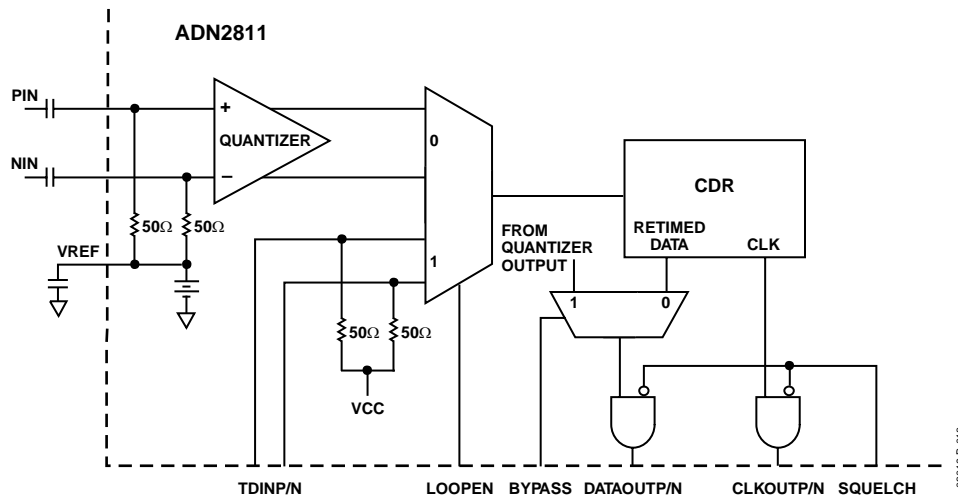 ADN2811
PIN
+
QUANTIZER
NIN
−
0
CDR
50Ω 50Ω
VREF
FROM
QUANTIZER
OUTPUT
RETIMED
DATA
CLK
1
1 0
50Ω 50Ω
VCC
TDINP/N LOOPEN BYPASS DATAOUTP/N CLKOUTP/N SQUELCH